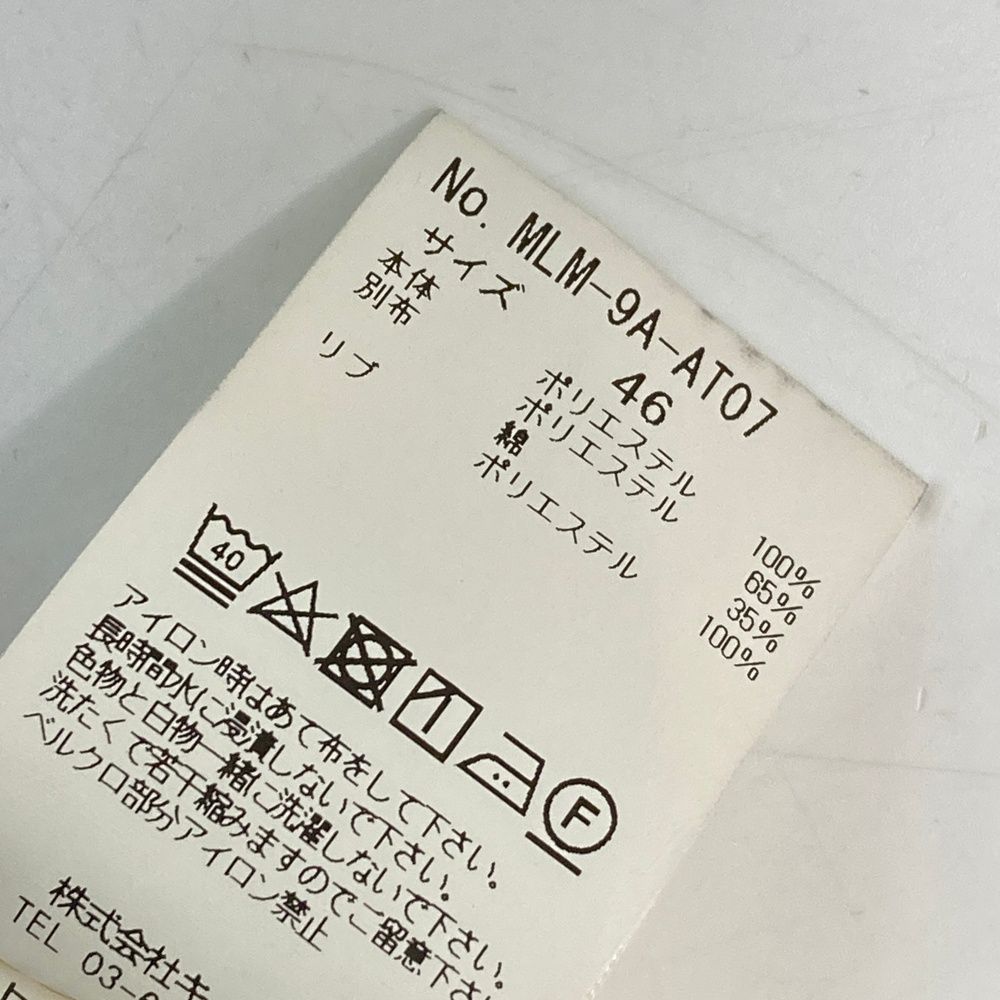 No. MLM-9A-AT07
サイズ 46
本体 ポリエステル 100%
別布 ポリエステル 65%
綿 35%
リブ ポリエステル 100%
40
F
アイロン時はあて布をして下さい。
長時間水に浸漬しないで下さい。
色物と白物一緒に洗濯しないで下さい。
洗たくで若干縮みますのでご留意下さ
ベルクロ部分アイロン禁止
株式会社キ
TEL 03-